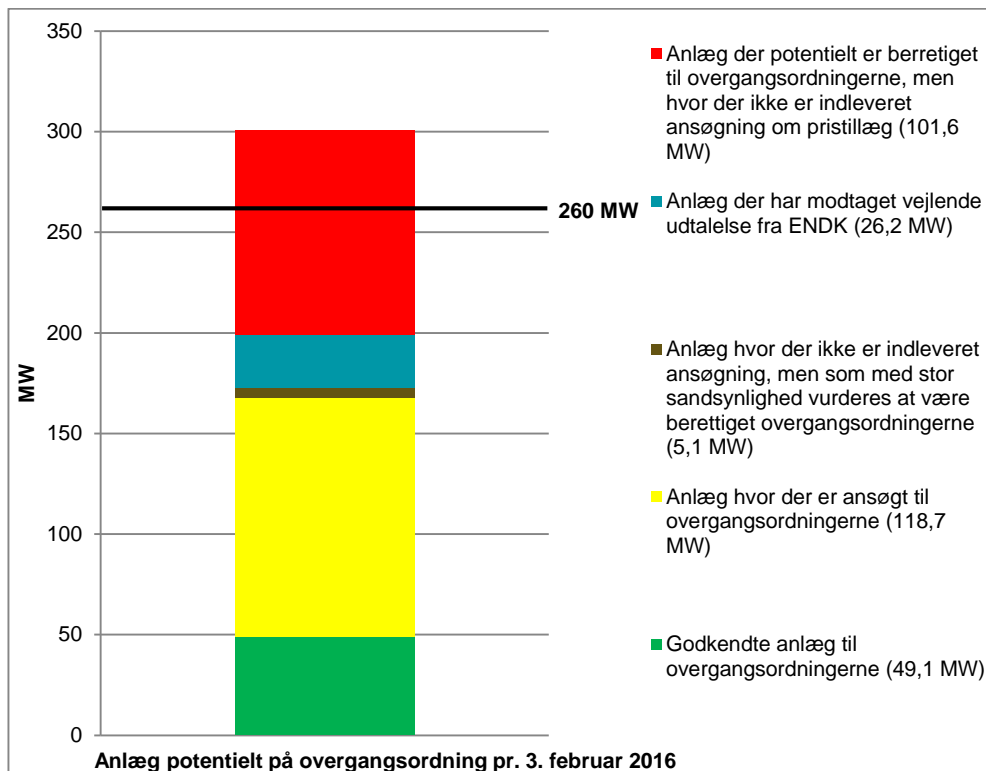 350
300
250
200
150
100
50
0
MW
260 MW
Anlæg der potentielt er berretiget
til overgangsordningerne, men
hvor der ikke er indleveret
ansøgning om pristillæg (101,6
MW)
Anlæg der har modtaget vejlende
udtalelse fra ENDK (26,2 MW)
Anlæg hvor der ikke er indleveret
ansøgning, men som med stor
sandsynlighed vurderes at være
berettiget overgangsordningerne
(5,1 MW)
Anlæg hvor der er ansøgt til
overgangsordningerne (118,7
MW)
Godkendte anlæg til
overgangsordningerne (49,1 MW)
Anlæg potentielt på overgangsordning pr. 3. februar 2016